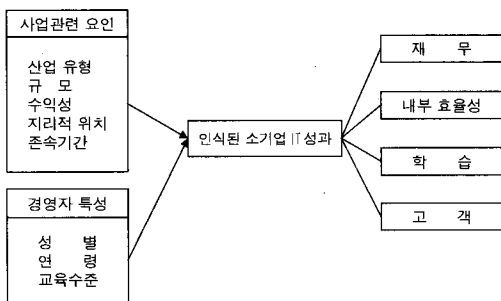 사업관련 요인
산업 유형
규 모
수익성
지리적 위치
존속기간
경영자 특성
성 별
연 령
교육수준
인식된 소기업 IT성과
재 무
내부 효율성
학 습
고 객